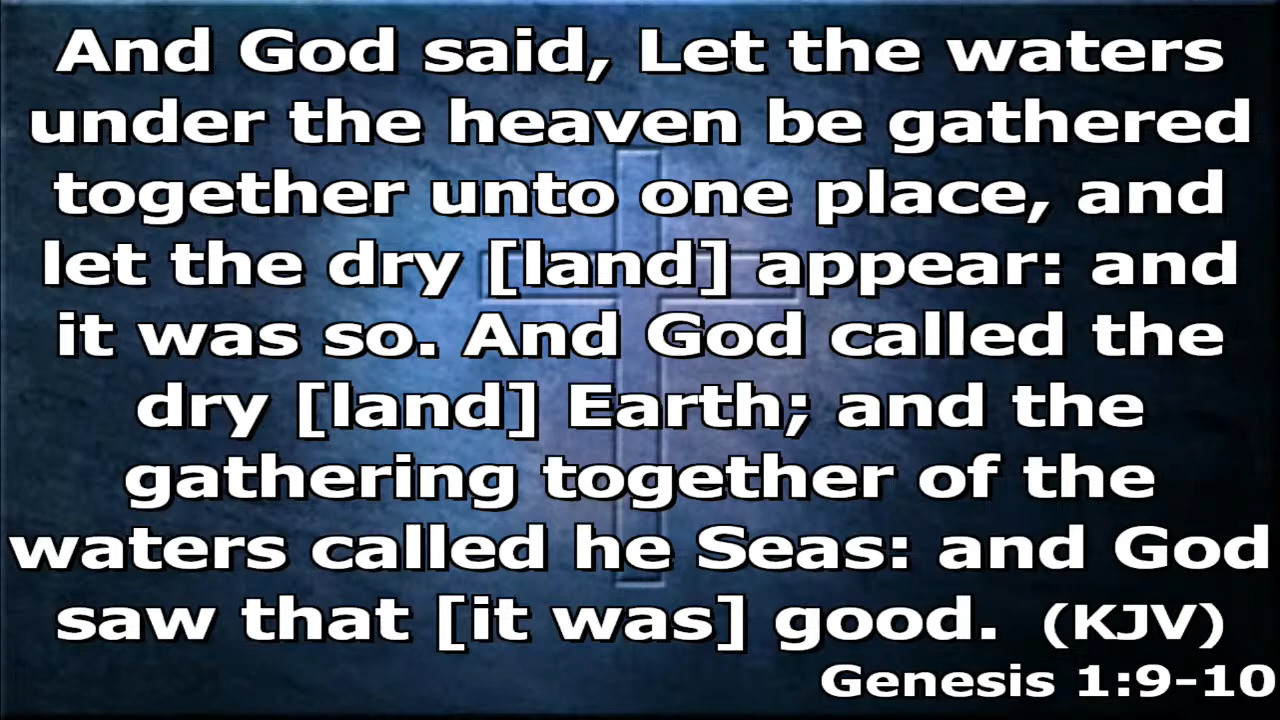 And God said, Let the waters
under the heaven be gathered
together unto one place, and
let the dry [land] appear: and
it was so. And God called the
dry [land] Earth; and the
gathering together of the
waters called he Seas: and God
saw that [it was] good. (KJV)
Genesis 1:9-10